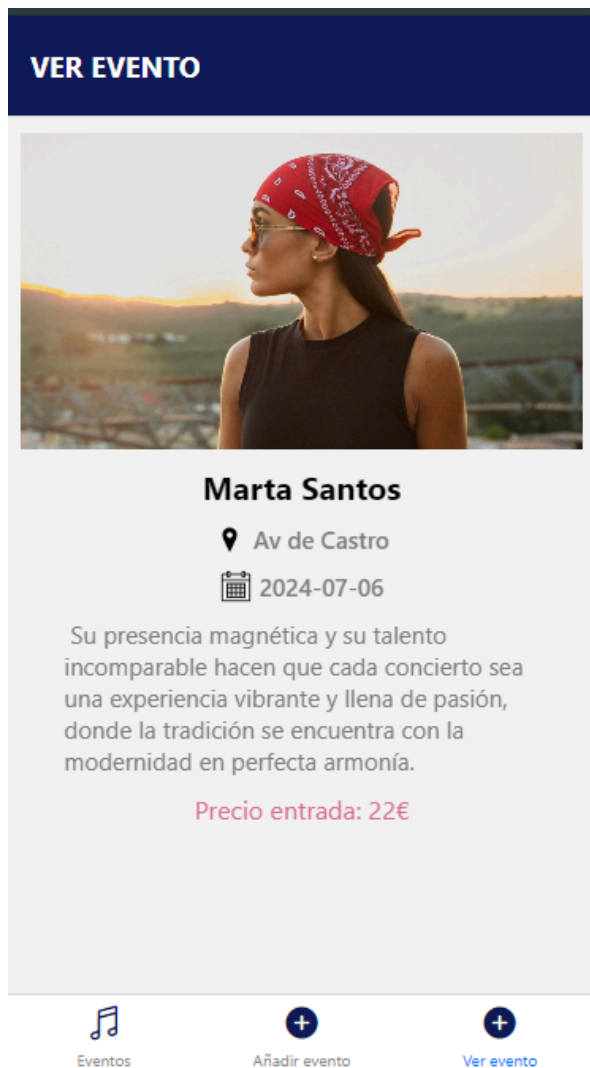 VER EVENTO
Marta Santos
Av de Castro
2024-07-06
Su presencia magnética y su talento
incomparable hacen que cada concierto sea
una experiencia vibrante y llena de pasión,
donde la tradición se encuentra con la
modernidad en perfecta armonía.
Precio entrada: 22€
Eventos
Añadir evento
Ver evento